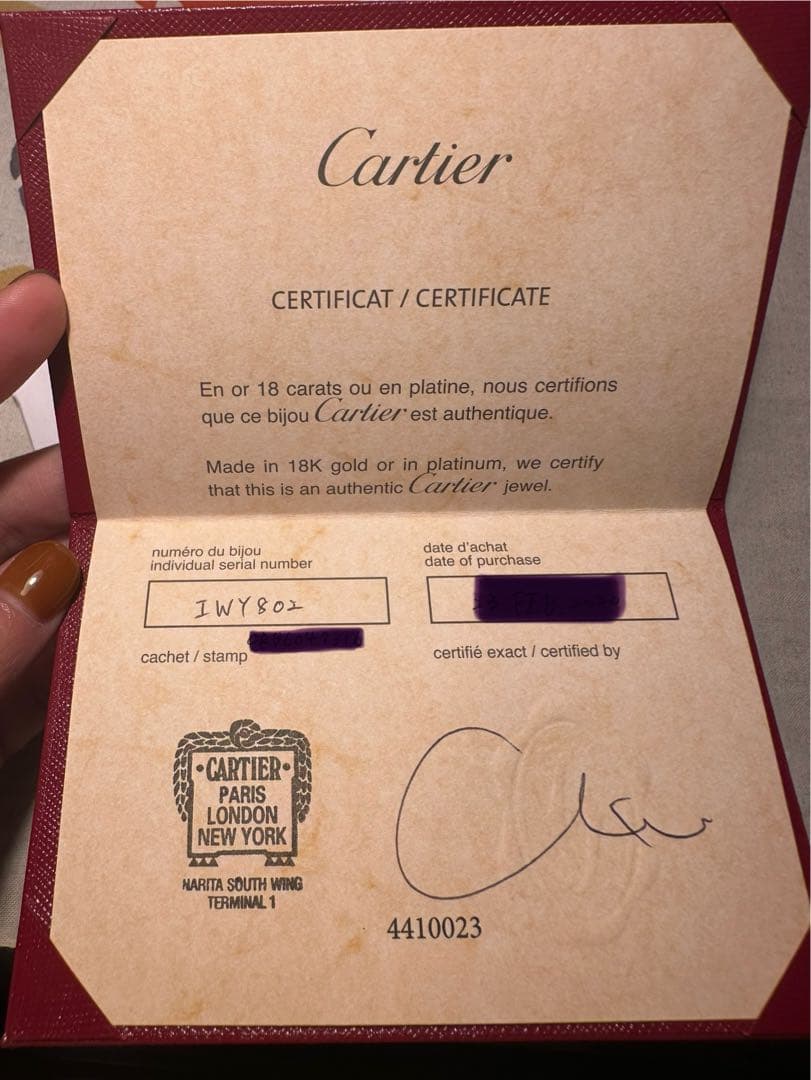 Cartier
CERTIFICAT / CERTIFICATE
En or 18 carats ou en platine, nous certifions
que ce bijou Cartier est authentique.
Made in 18K gold or in platinum, we certify
that this is an authentic Cartier jewel.
numéro du bijou
individual serial number
IWY802
date d'achat
date of purchase
cachet / stamp
certifié exact / certified by
·CARTIER·
PARIS
LONDON
NEW YORK
NARITA SOUTH WING
TERMINAL 1
4410023